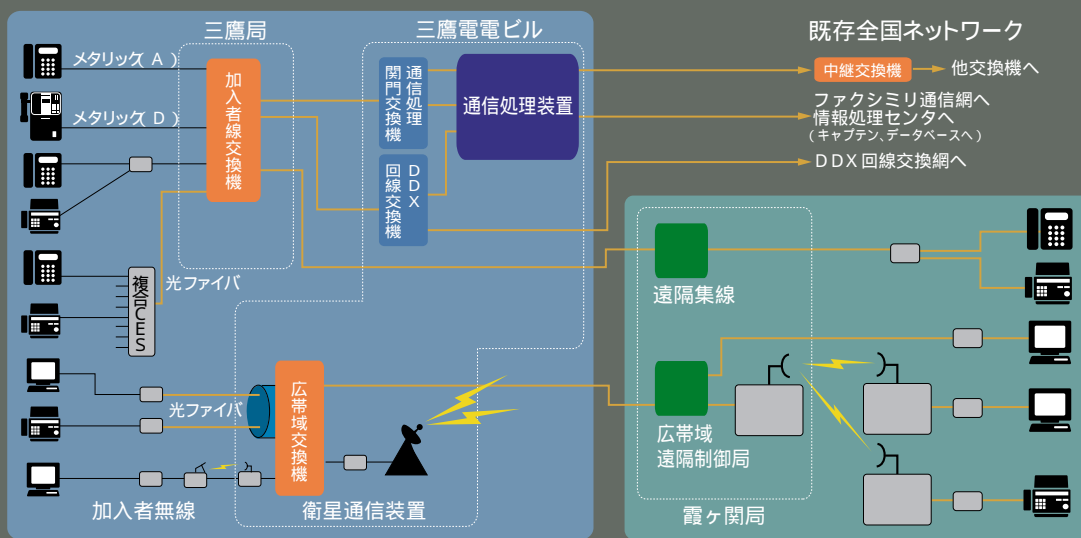 三鷹局
三鷹電電ビル
既存全国ネットワーク
メタリック(A)
メタリック(D)
加入者線交換機
通信処理
関門交換機
通信処理装置
DDX
回線交換機
中継交換機
他交換機へ
ファクシミリ通信網へ
情報処理センタへ
(キャプテン、データベースへ)
DDX回線交換網へ
光ファイバ
複合CES
遠隔集線
光ファイバ
広帯域交換機
広帯域
遠隔制御局
加入者無線
衛星通信装置
霞ヶ関局